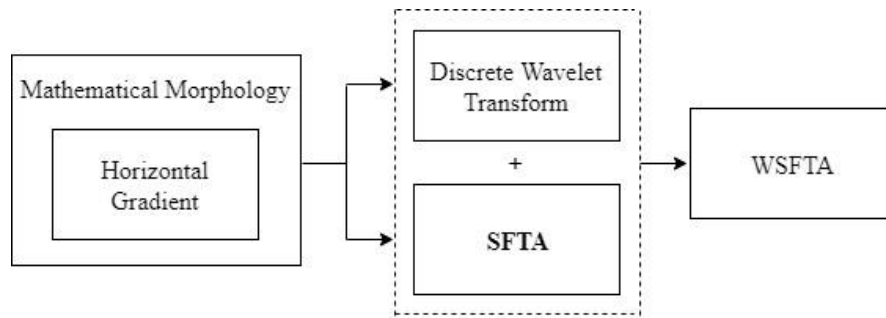 Mathematical Morphology
Horizontal
Gradient
Discrete Wavelet
Transform
+
SFTA
WSFTA